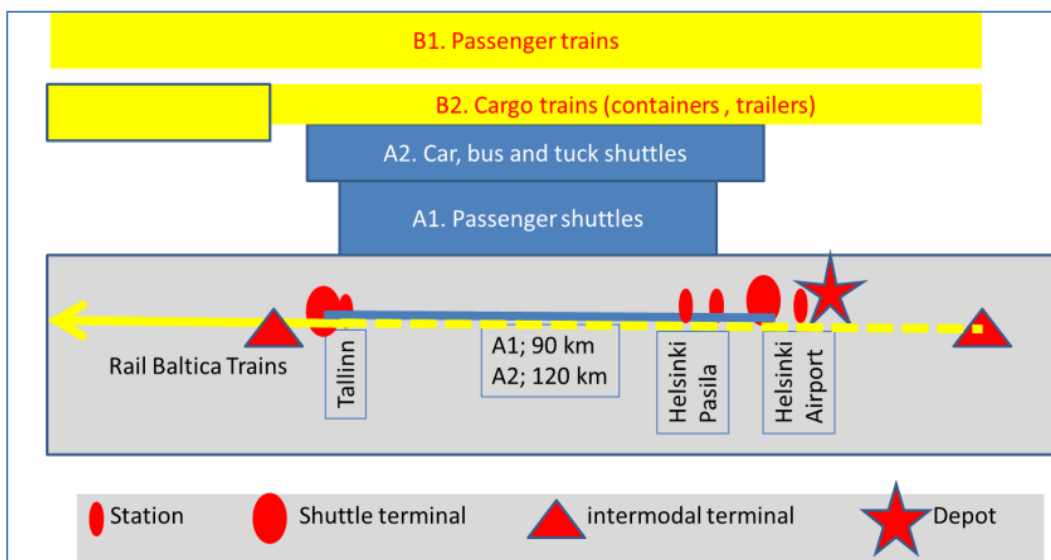 B1. Passenger trains
B2. Cargo trains (containers , trailers)
A2. Car, bus and tuck shuttles
A1. Passenger shuttles
Rail Baltica Trains
Tallinn
A1; 90 km
A2; 120 km
Helsinki
Pasila
Helsinki
Airport
Station
Shuttle terminal
intermodal terminal
Depot